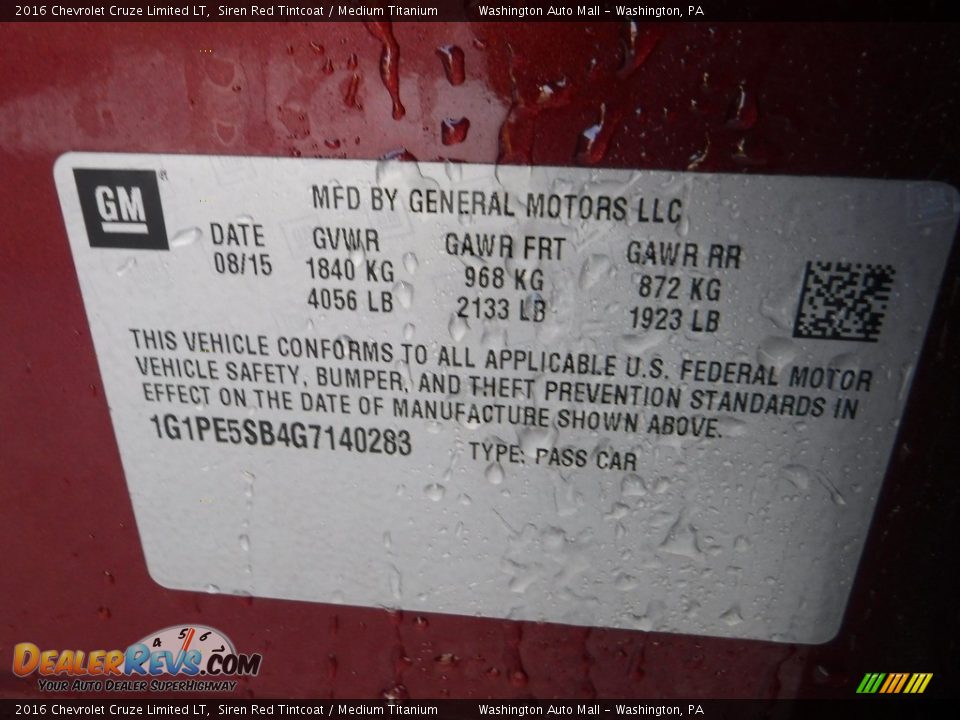 2016 Chevrolet Cruze Limited LT, Siren Red Tintcoat / Medium Titanium Washington Auto Mall - Washington, PA
GM
MFD BY GENERAL MOTORS LLC
DATE GVWR GAWR FRT GAWR RR
08/15 1840 KG 968 KG 872 KG
4056 LB 2133 LB 1923 LB
THIS VEHICLE CONFORMS TO ALL APPLICABLE U.S. FEDERAL MOTOR
VEHICLE SAFETY, BUMPER, AND THEFT PREVENTION STANDARDS IN
EFFECT ON THE DATE OF MANUFACTURE SHOWN ABOVE.
1G1PE5SB4G7140283 TYPE: PASS CAR
4 5 6
DEALERREVS.COM
YOUR AUTO DEALER SUPERHIGHWAY
2016 Chevrolet Cruze Limited LT, Siren Red Tintcoat / Medium Titanium Washington Auto Mall - Washington, PA